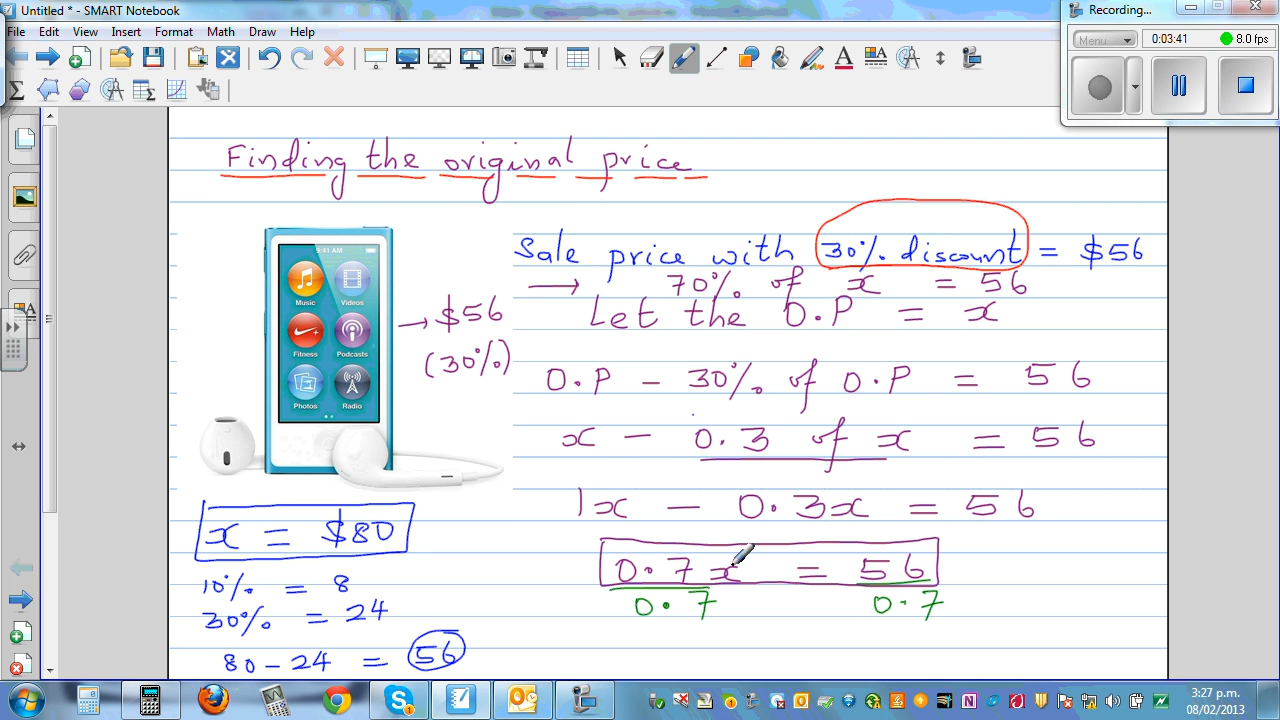 Untitled * - SMART Notebook
Recording...
File Edit View Insert Format Math Draw Help
Menu
0:03:41
8.0 fps
Finding the original price
Sale price with 30% discount = $56
→ 70% of x = 56
Let the O.P = x
9:41 AM
Music Videos
Fitness Podcasts
Photos Radio
→ $56
(30%)
O.P - 30% of O.P = 56
x - 0.3 of x = 56
1x - 0.3x = 56
0.7x = 56
0.7 0.7
x = $80
10% = 8
30% = 24
80 - 24 = 56
3:27 p.m.
08/02/2013